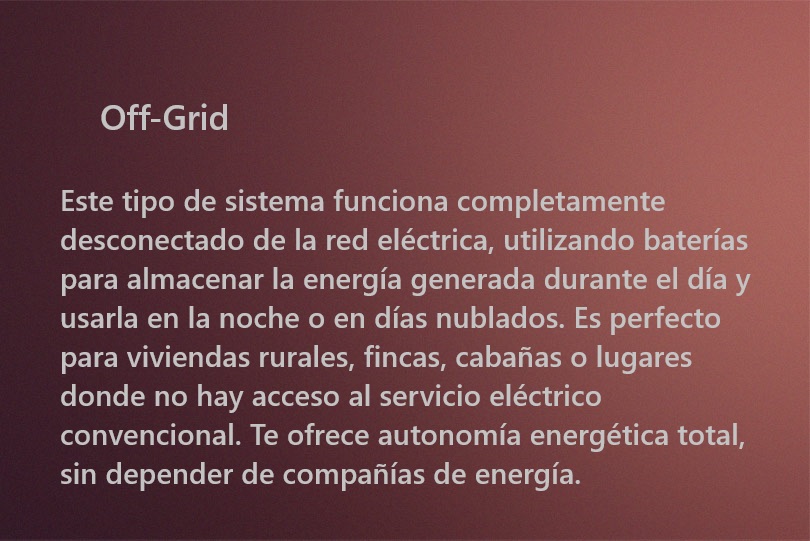 Off-Grid
Este tipo de sistema funciona completamente
desconectado de la red eléctrica, utilizando baterías
para almacenar la energía generada durante el día y
usarla en la noche o en días nublados. Es perfecto
para viviendas rurales, fincas, cabañas o lugares
donde no hay acceso al servicio eléctrico
convencional. Te ofrece autonomía energética total,
sin depender de compañías de energía.